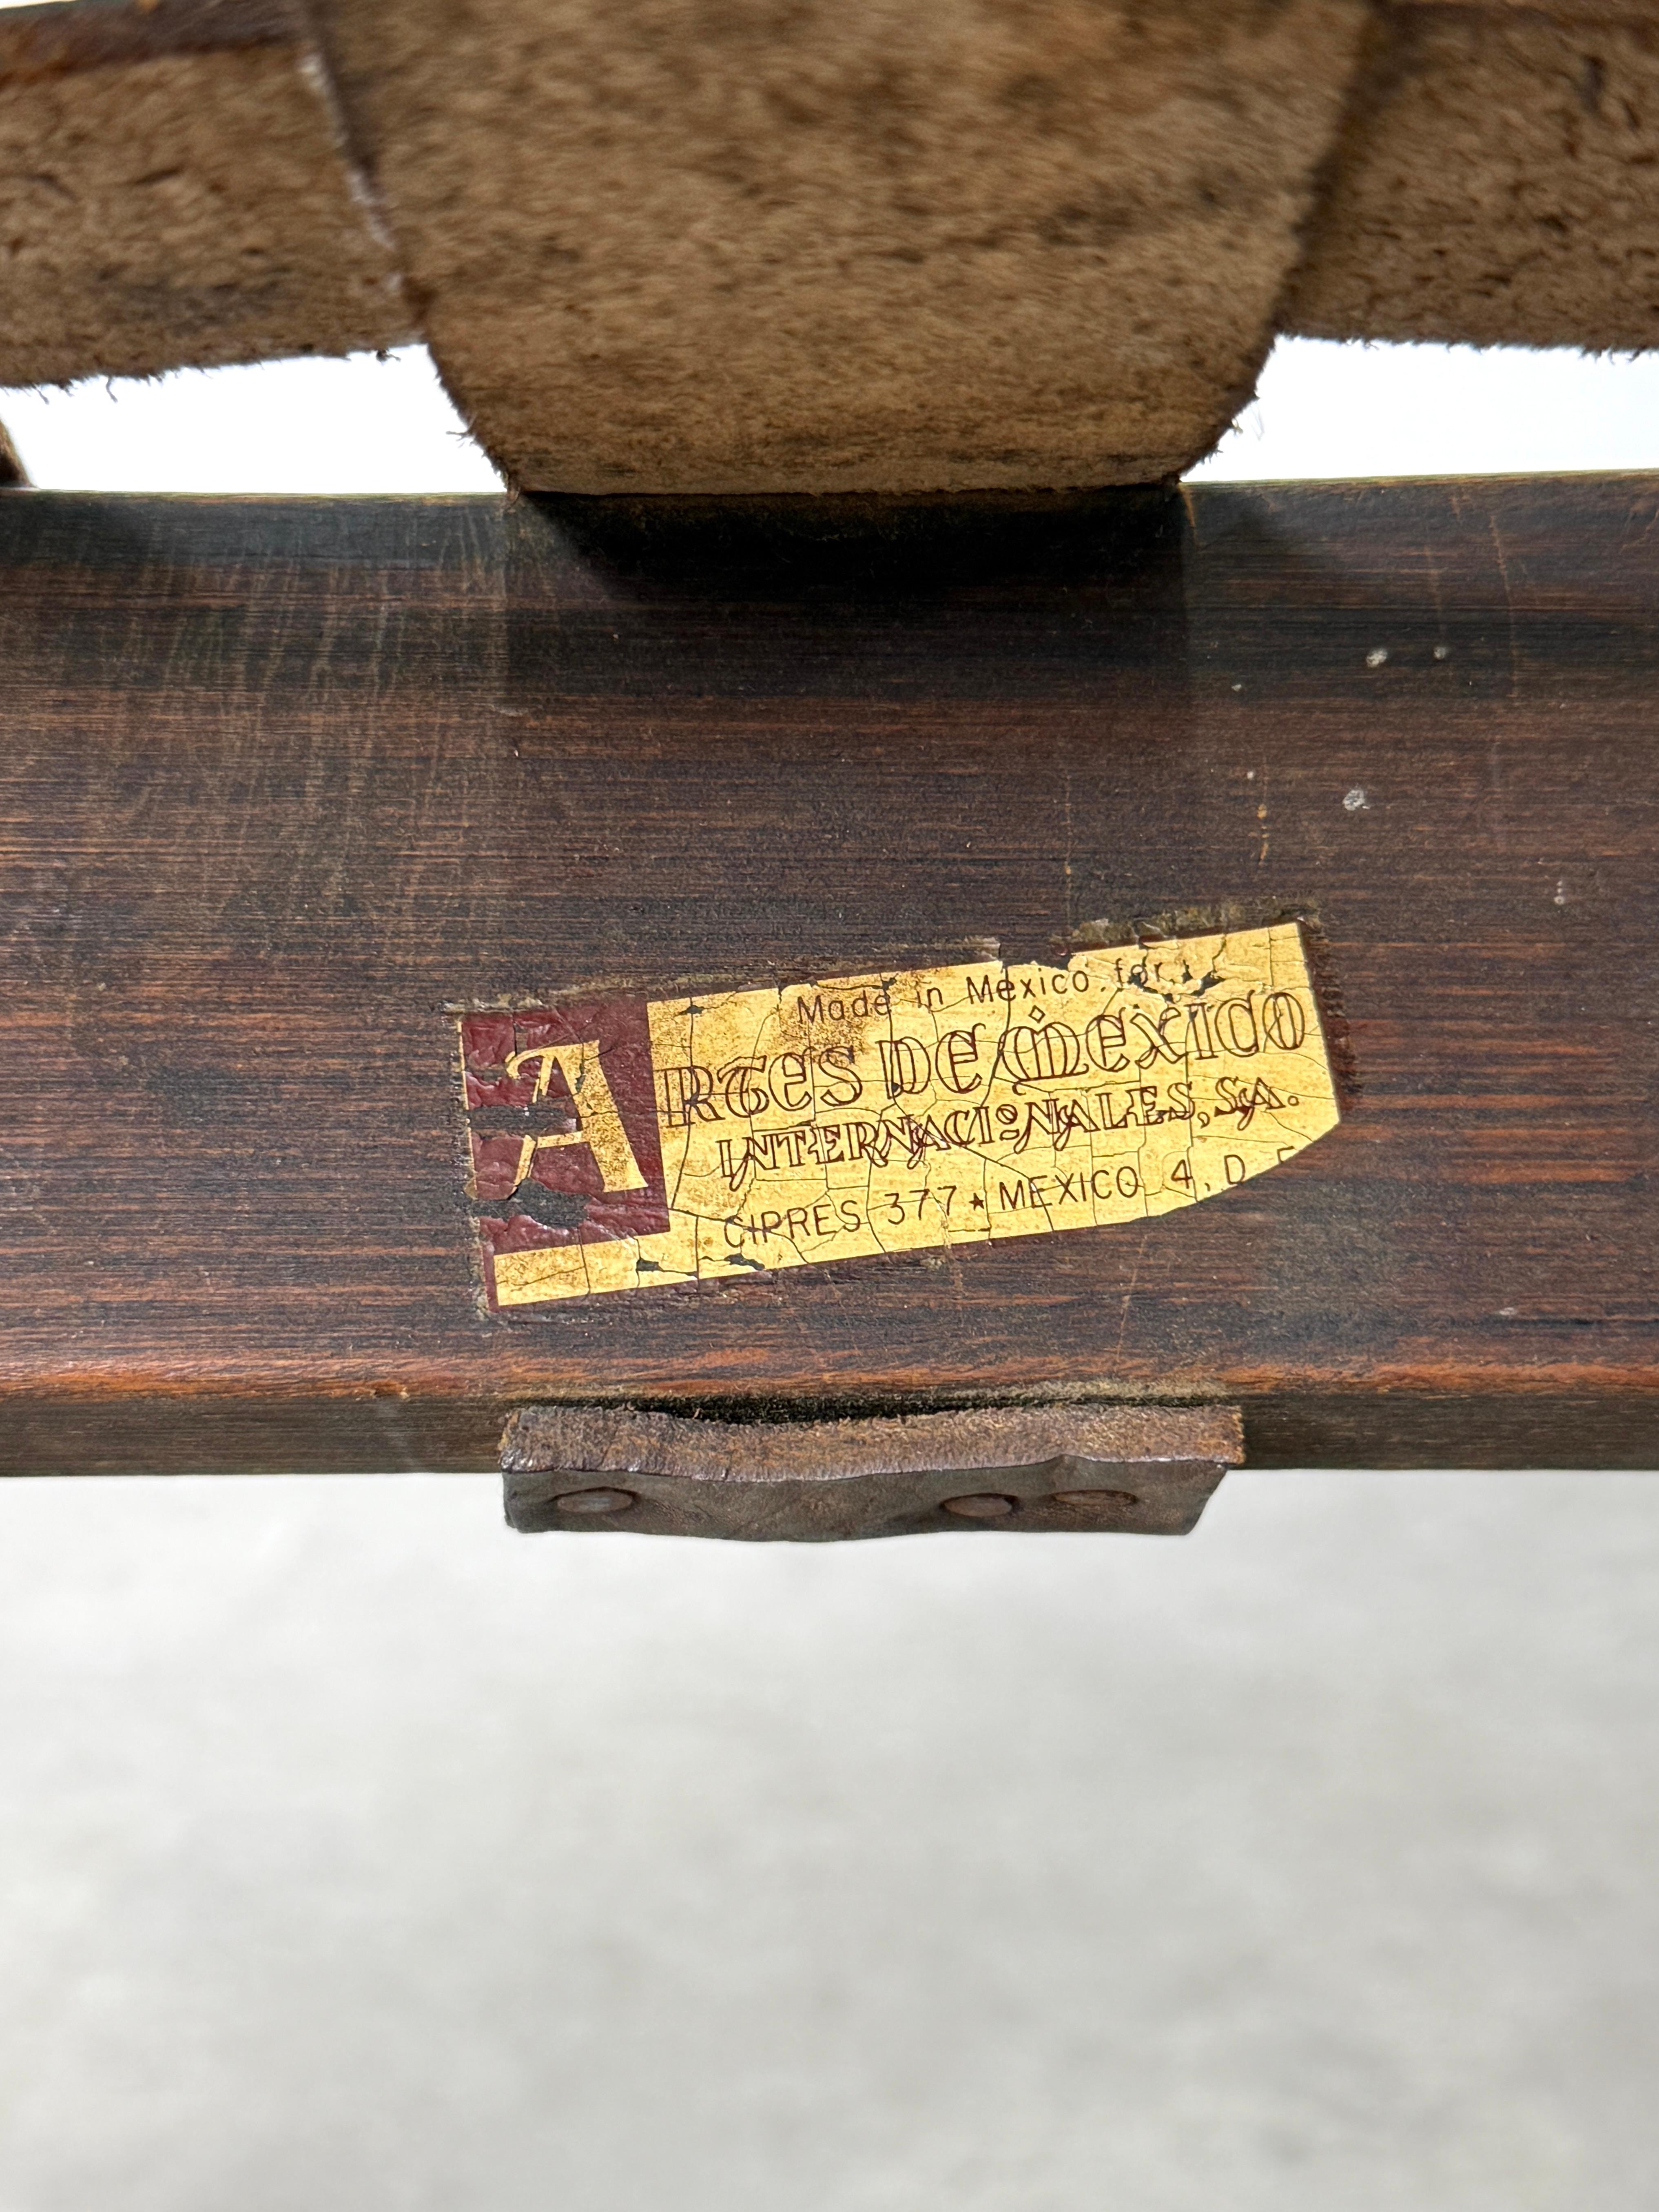 Made in Mexico for
ARTES DE MEXICO
INTERNACIONALES, S.A.
CIPRES 377 ★ MEXICO 4, D.